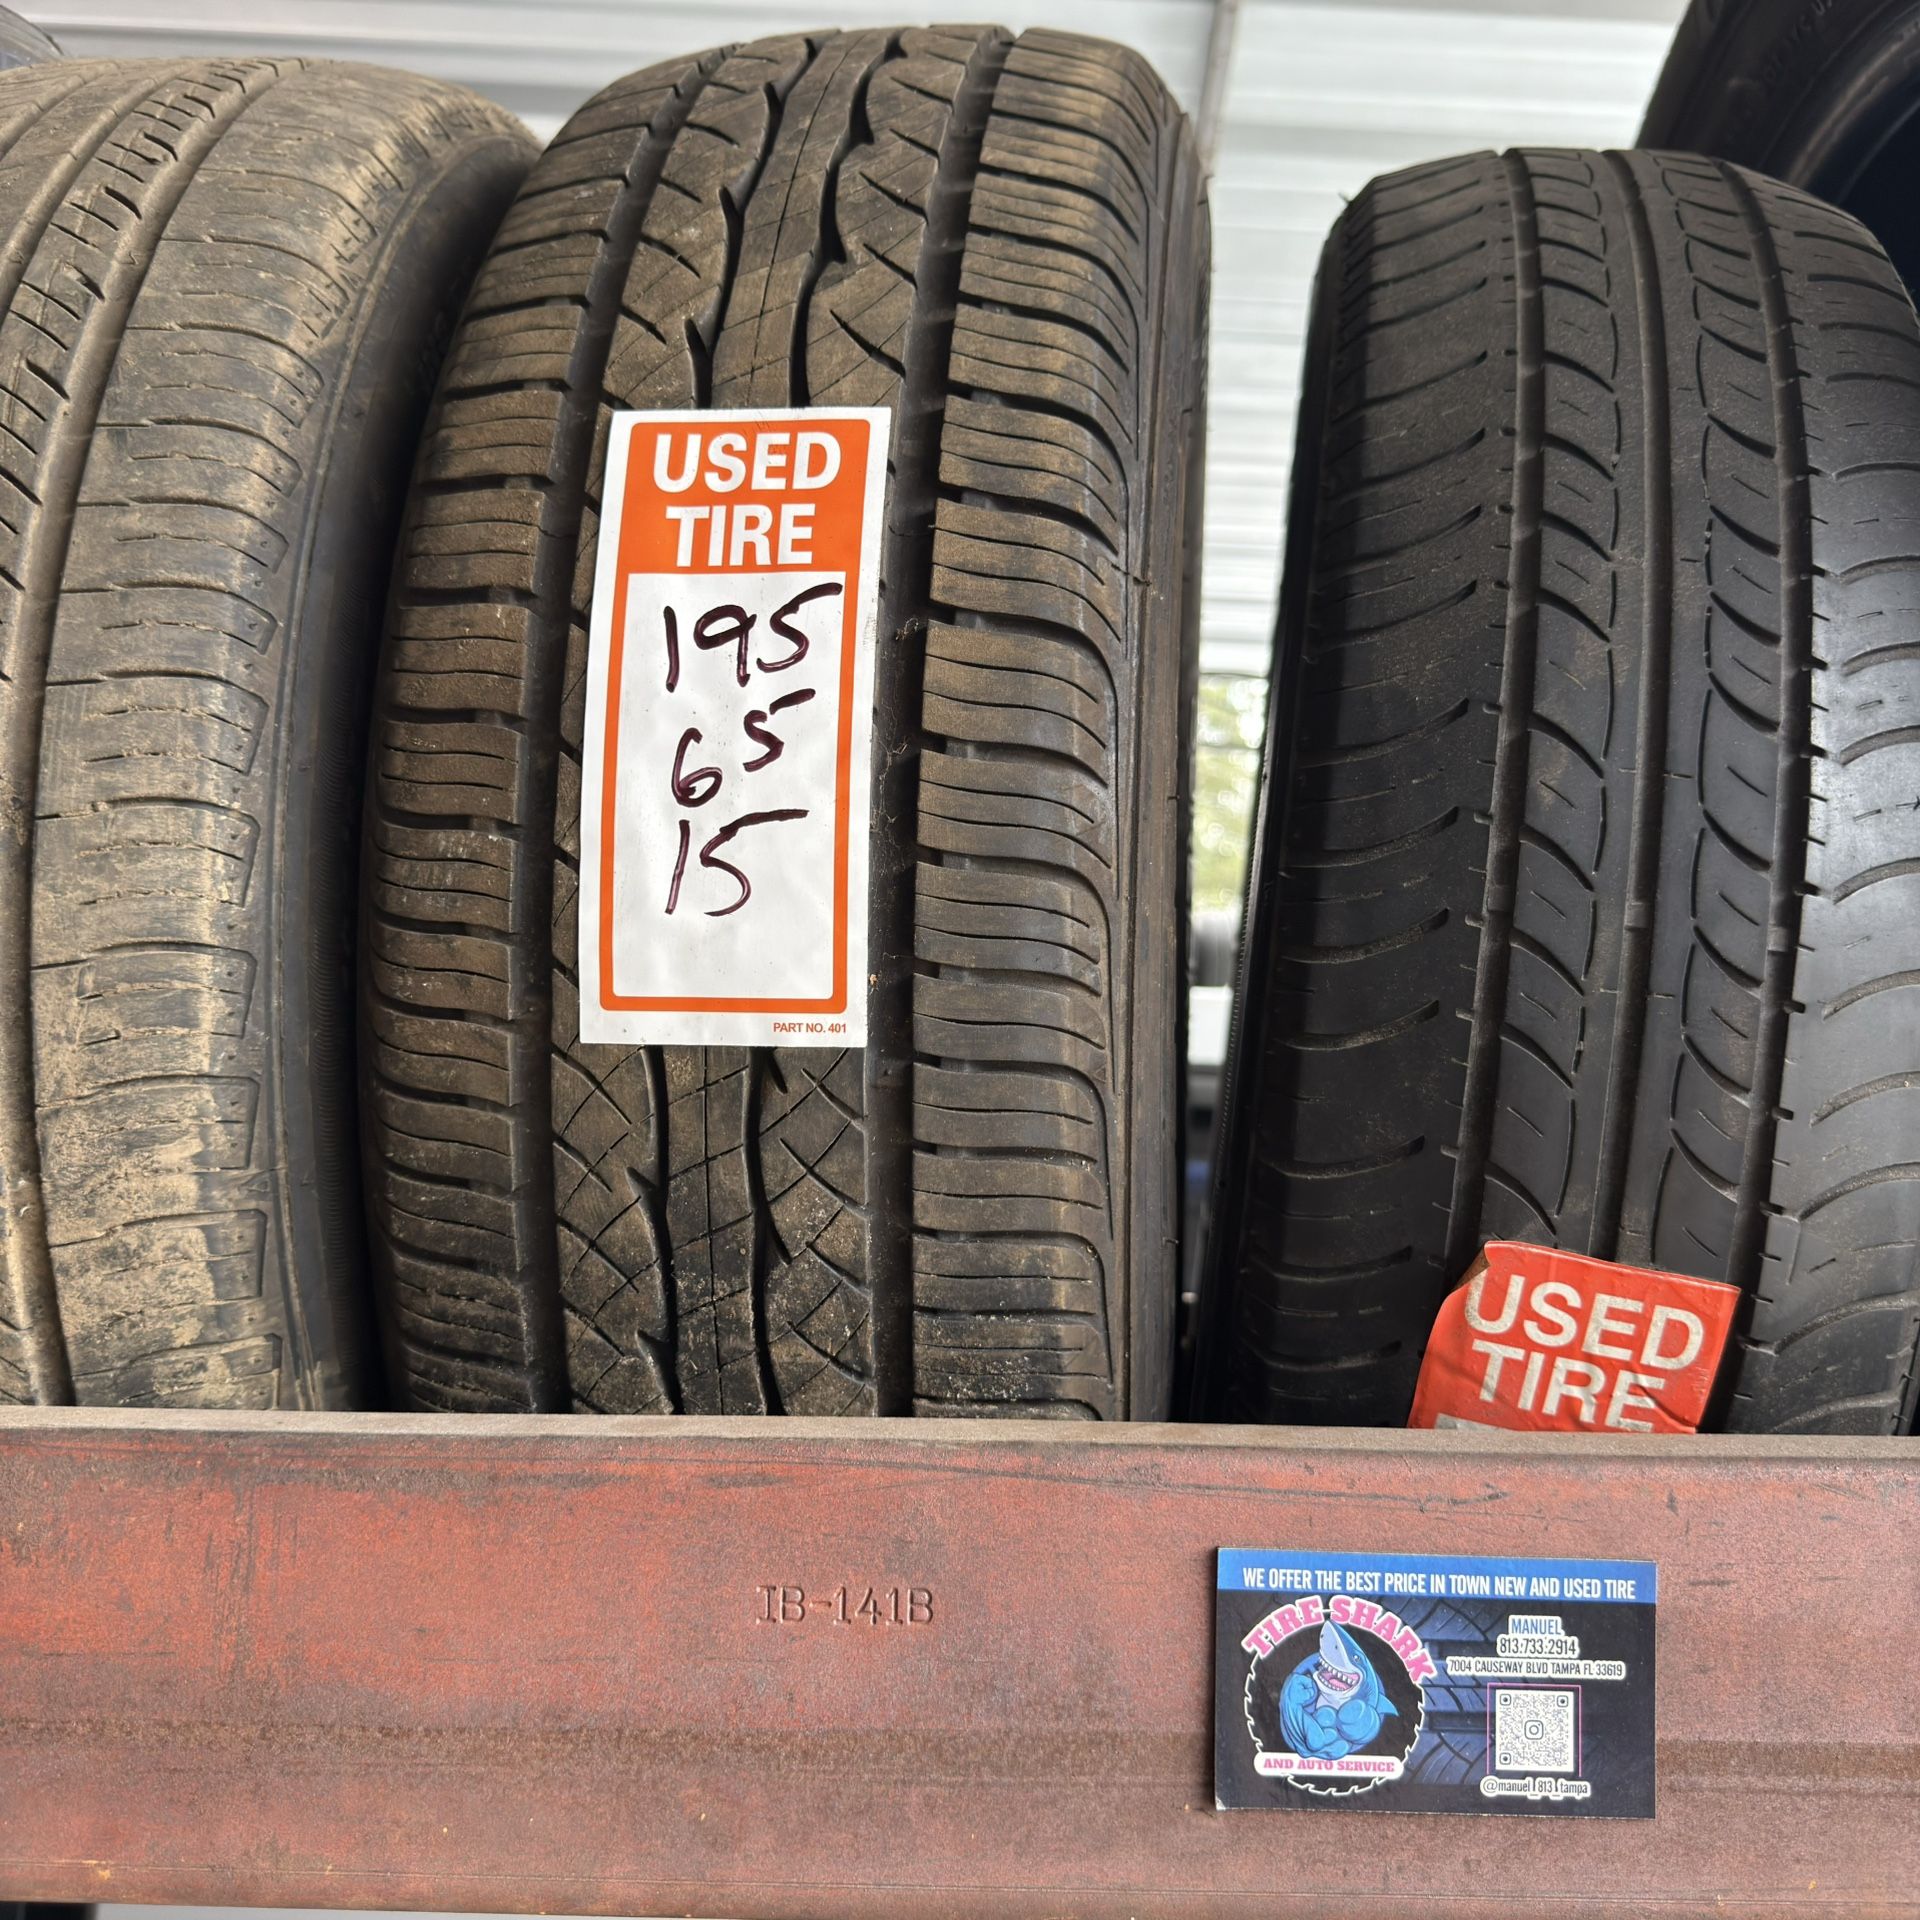 USED
TIRE
195
65
15
PART NO. 401
USED
TIRE
IB-141B
WE OFFER THE BEST PRICE IN TOWN NEW AND USED TIRE
TIRE SHARK
AND AUTO SERVICE
MANUEL
813.733.2914
7004 CAUSEWAY BLVD TAMPA FL 33619
@manuel_813_tampa